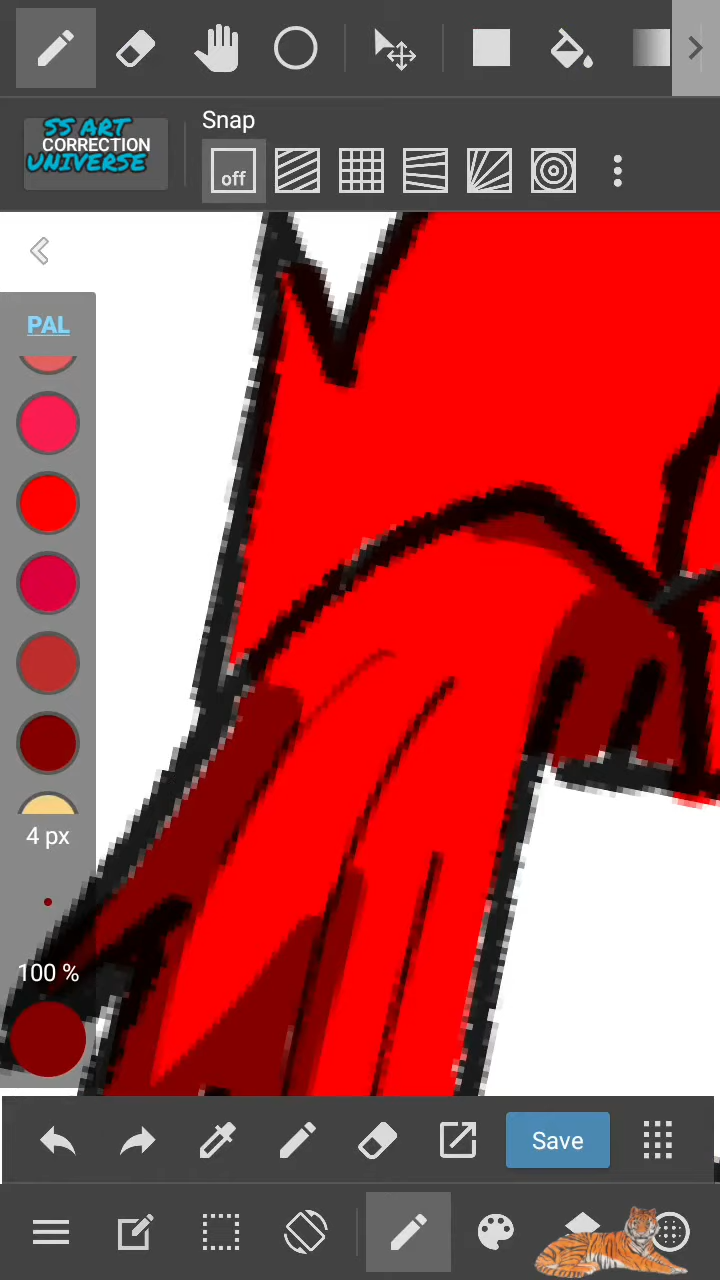 Snap
SS ART
CORRECTION
UNIVERSE
off
PAL
4 px
100 %
Save